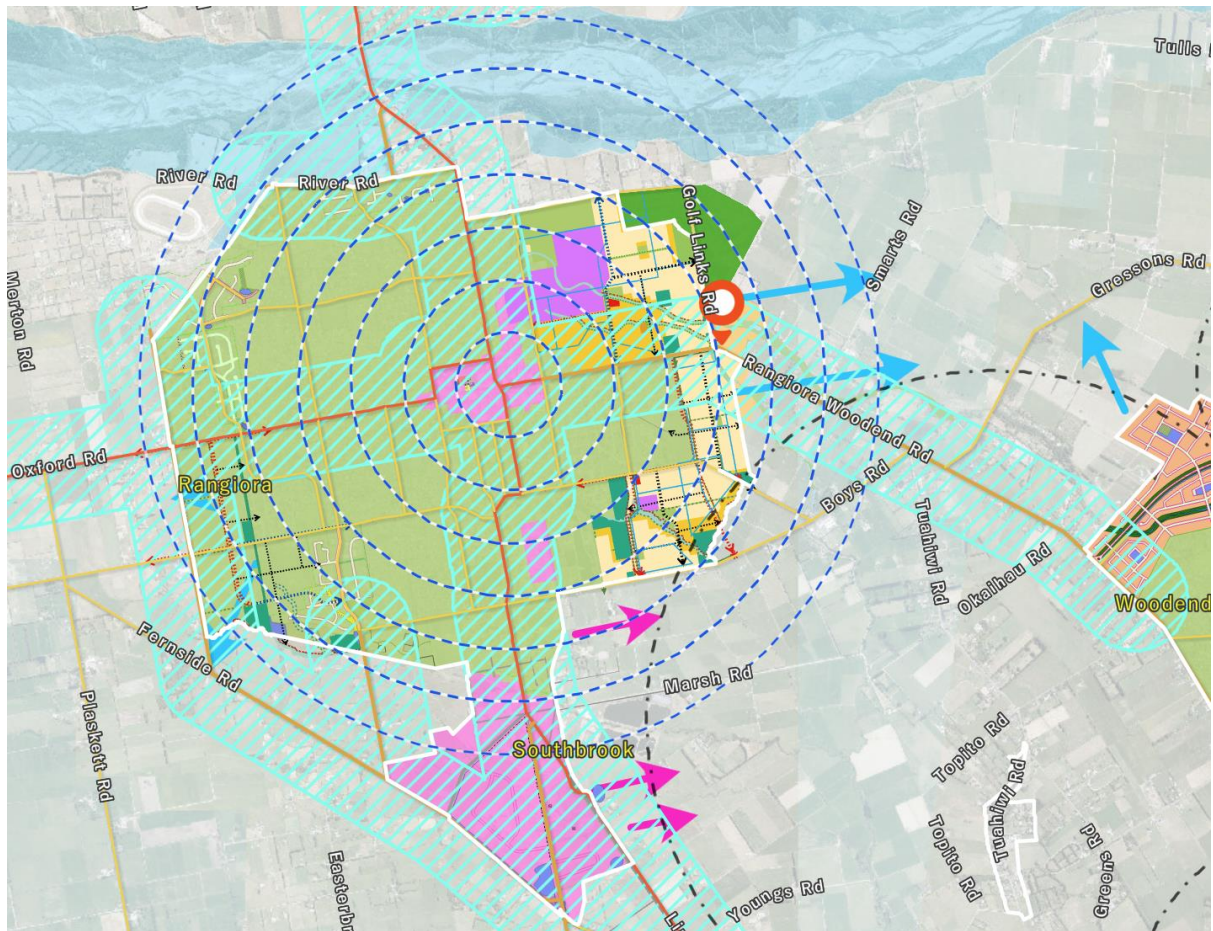 Tulls
River Rd
River Rd
Golf Links Rd
Smarts Rd
Gressons Rd
Merton Rd
Rangiora Woodend Rd
Oxford Rd
Rangiora
Boys Rd
Tuahiwi Rd
Okaihau Rd
Woodend
Fernside Rd
Marsh Rd
Plaskett Rd
Southbrook
Topito Rd
Tuahiwi Rd
Topito Rd
Greens Rd
Youngs Rd